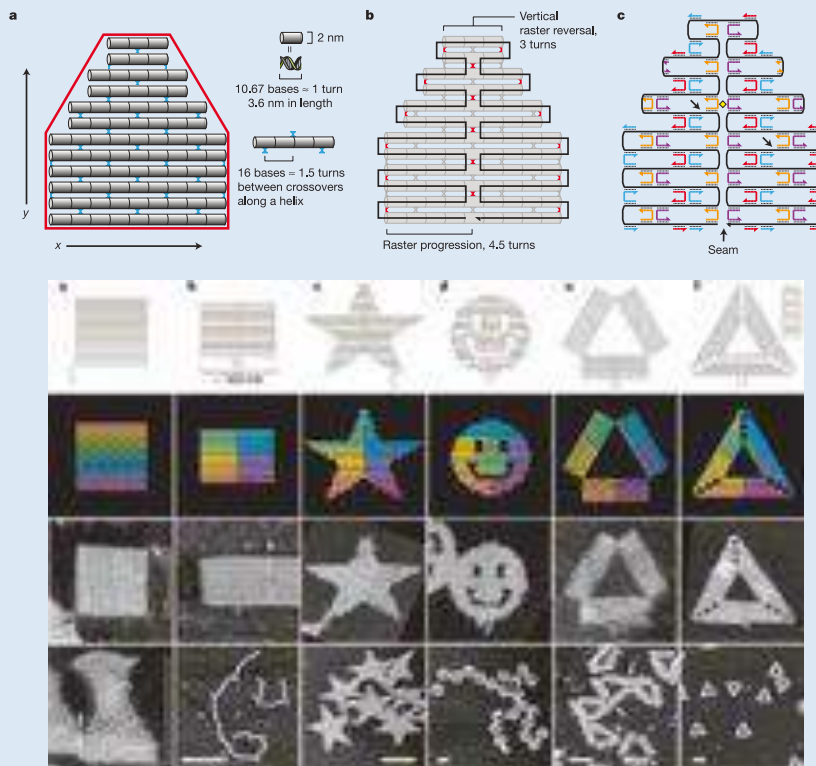 a
2 nm
=
10.67 bases ≈ 1 turn
3.6 nm in length
16 bases ≈ 1.5 turns
between crossovers
along a helix
y
x
b
Vertical
raster reversal,
3 turns
Raster progression, 4.5 turns
c
Seam
a
b
c
d
e
f